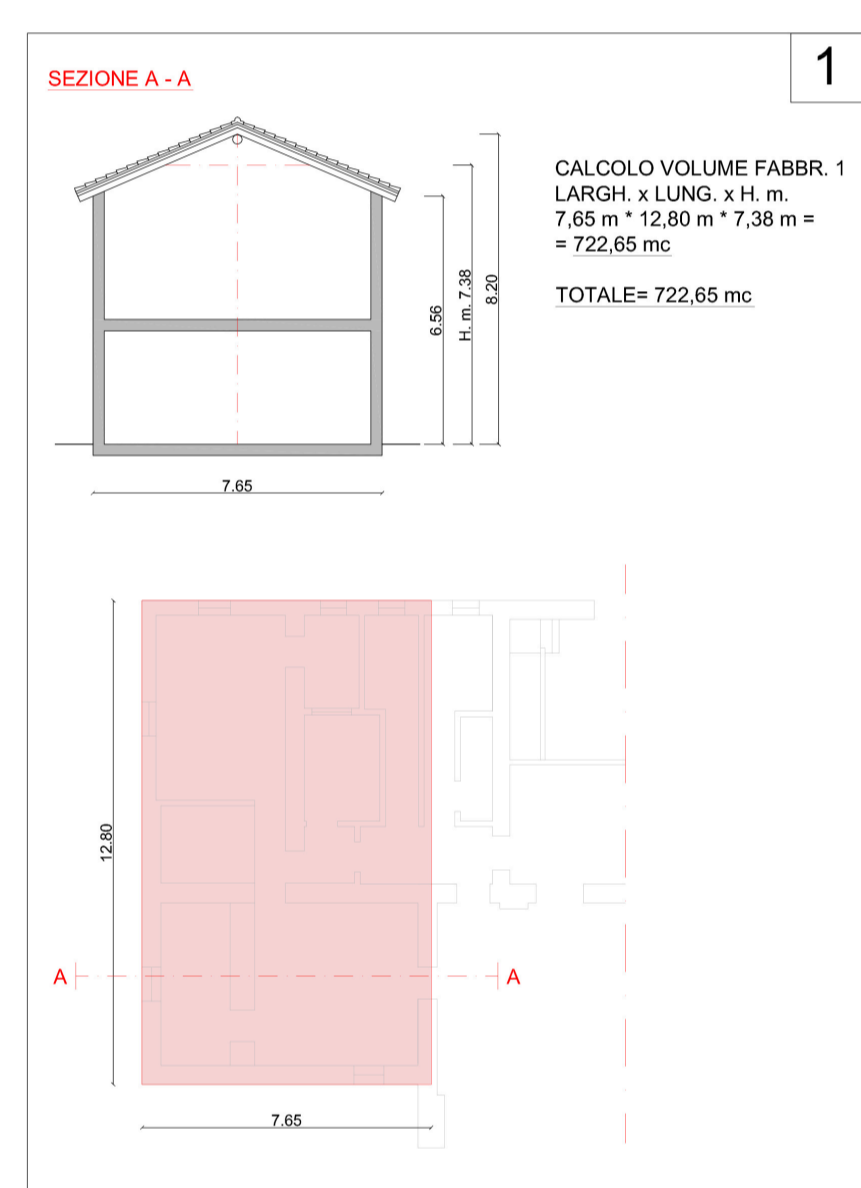 1
SEZIONE A - A
CALCOLO VOLUME FABBR. 1
LARGH. x LUNG. x H. m.
7,65 m * 12,80 m * 7,38 m =
= 722,65 mc
TOTALE= 722,65 mc
6.56
H. m. 7.38
8.20
7.65
12.80
A
A
7.65